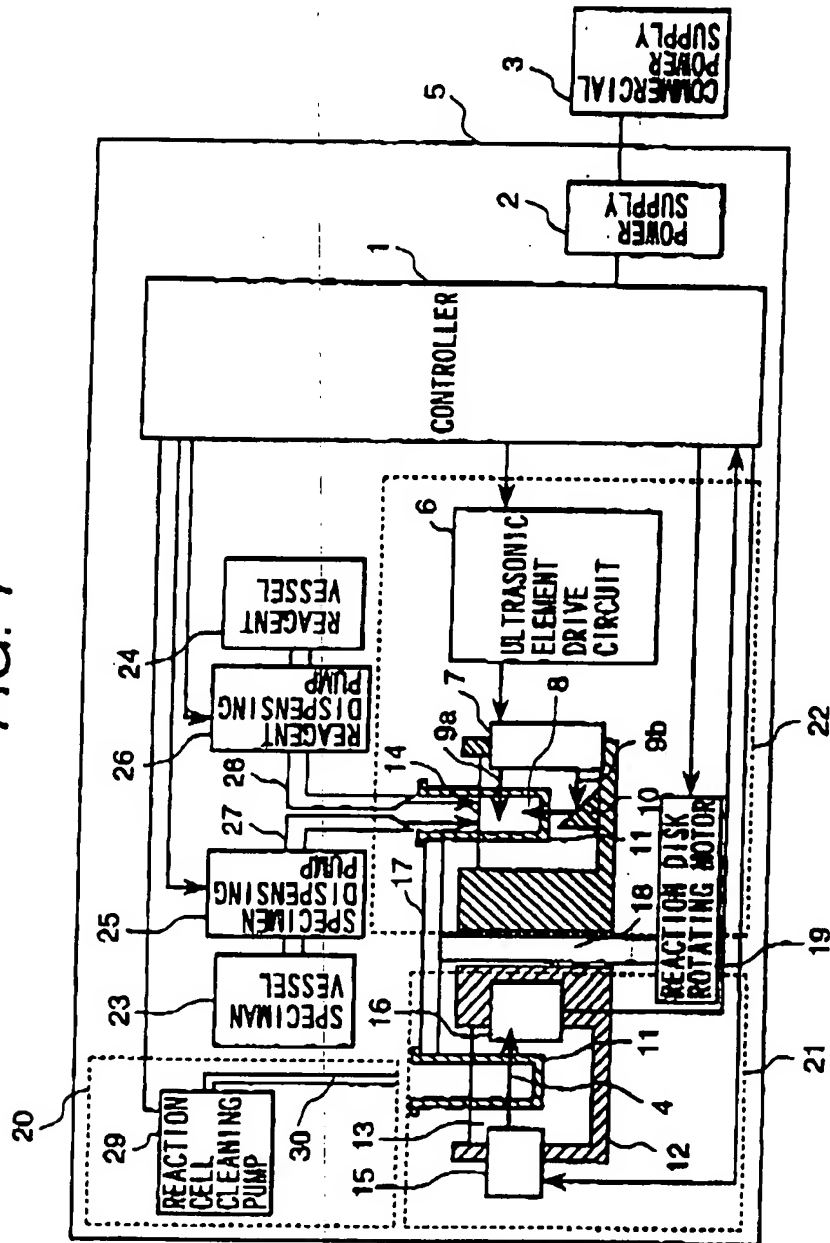 FIG.
20
29
REACTION
CELL
CLEANING
PUMP
30
23
SPECIMAN
VESSEL
25
SPECIMEN
DISPENSING
PUMP
27
28
26
REAGENT
DISPENSING
PUMP
24
REAGENT
VESSEL
1
CONTROLLER
5
2
POWER
SUPPLY
3
COMMERCIAL
POWER
SUPPLY
13
15
16
17
14
9a
7
8
6
ULTRASONIC
ELEMENT
DRIVE
CIRCUIT
4
12
11
11
10
9b
18
21
REACTION DISK
ROTATING MOTOR
19
22